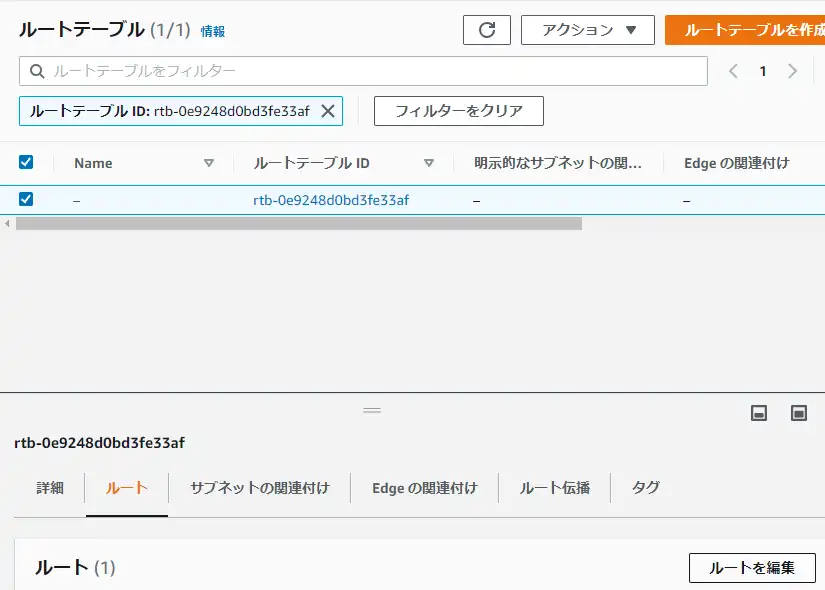 ルートテーブル (1/1) 情報
アクション ▼
ルートテーブルを作成
ルートテーブルをフィルター
1
ルートテーブル ID: rtb-0e9248d0bd3fe33af
フィルターをクリア
Name ルートテーブル ID 明示的なサブネットの関... Edge の関連付け
– rtb-0e9248d0bd3fe33af – –
rtb-0e9248d0bd3fe33af
詳細 ルート サブネットの関連付け Edge の関連付け ルート伝播 タグ
ルート (1)
ルートを編集